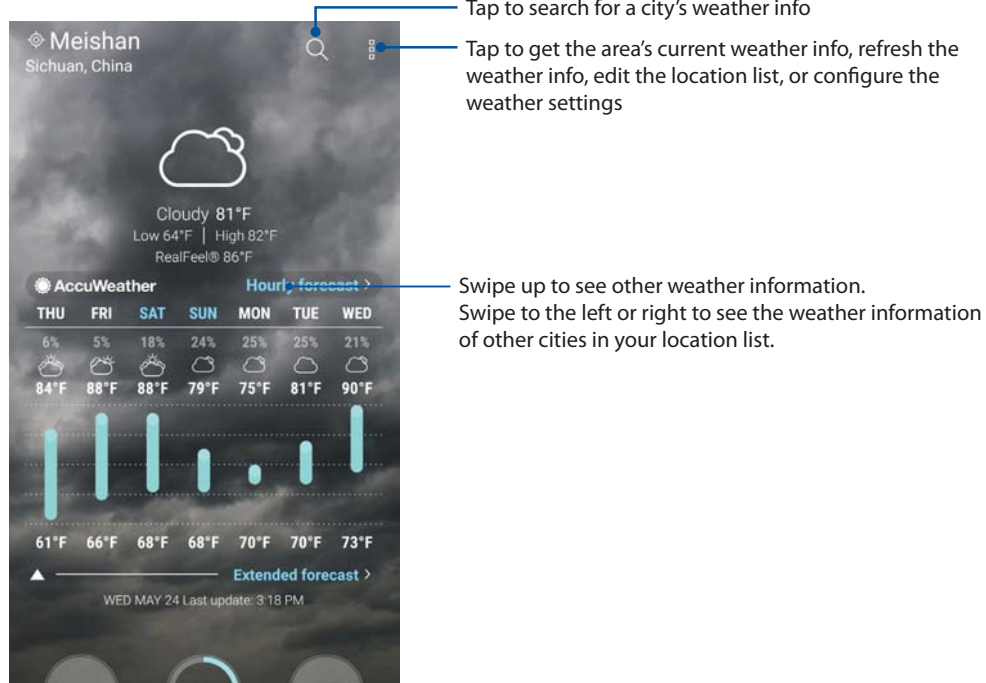 Tap to search for a city's weather info
Meishan
Sichuan, China
Tap to get the area's current weather info, refresh the
weather info, edit the location list, or configure the
weather settings
Cloudy 81°F
Low 64°F | High 82°F
RealFeel® 86°F
AccuWeather Hourly forecast >
Swipe up to see other weather information.
Swipe to the left or right to see the weather information
of other cities in your location list.
THU FRI SAT SUN MON TUE WED
6% 5% 18% 24% 25% 25% 21%
84°F 88°F 88°F 79°F 75°F 81°F 90°F
61°F 66°F 68°F 68°F 70°F 70°F 73°F
Extended forecast >
WED MAY 24 Last update: 3:18 PM